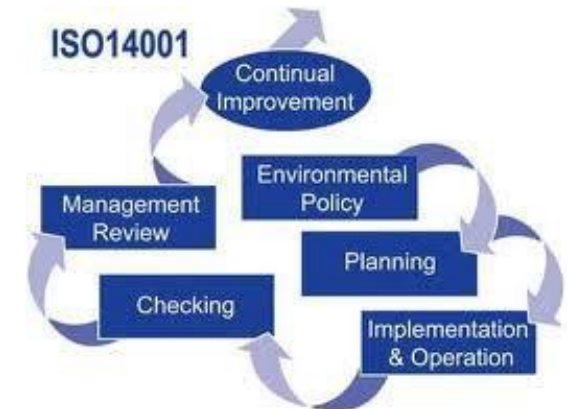 ISO14001
Continual
Improvement
Environmental
Policy
Management
Review
Planning
Checking
Implementation
& Operation